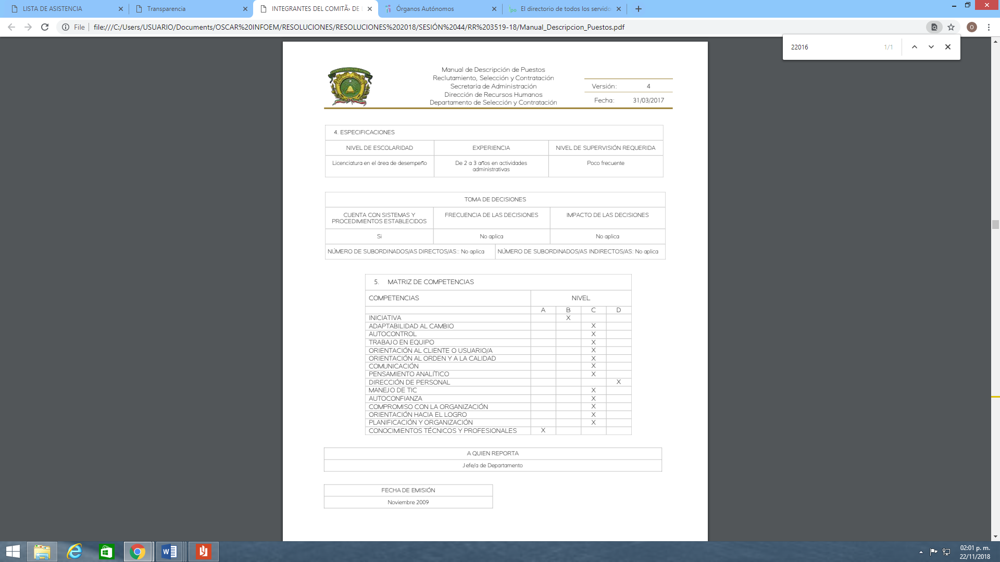 LISTA DE ASISTENCIA
Transparencia
INTEGRANTES DEL COMITÃ› DE
Órganos Autónomos
El directorio de todos los servido
File
file:///C:/Users/USUARIO/Documents/OSCAR%20INFOEM/RESOLUCIONES/RESOLUCIONES%202018/SESIÓN%2044/RR%203519-18/Manual_Descripcion_Puestos.pdf
O
22016 1/1
Manual de Descripción de Puestos
Reclutamiento, Selección y Contratación
Secretaría de Administración
Dirección de Recursos Humanos
Departamento de Selección y Contratación
Versión: 4
Fecha: 31/03/2017
4. ESPECIFICACIONES
NIVEL DE ESCOLARIDAD EXPERIENCIA NIVEL DE SUPERVISIÓN REQUERIDA
Licenciatura en el área de desempeño De 2 a 3 años en actividades Poco frecuente
administrativas
TOMA DE DECISIONES
CUENTA CON SISTEMAS Y FRECUENCIA DE LAS DECISIONES IMPACTO DE LAS DECISIONES
PROCEDIMIENTOS ESTABLECIDOS
Si No aplica No aplica
NÚMERO DE SUBORDINADOS/AS DIRECTOS/AS:: No aplica NÚMERO DE SUBORDINADOS/AS INDIRECTOS/AS: No aplica
5. MATRIZ DE COMPETENCIAS
COMPETENCIAS NIVEL
A B C D
INICIATIVA X
ADAPTABILIDAD AL CAMBIO X
AUTOCONTROL X
TRABAJO EN EQUIPO X
ORIENTACIÓN AL CLIENTE O USUARIO/A X
ORIENTACIÓN AL ORDEN Y A LA CALIDAD X
COMUNICACIÓN X
PENSAMIENTO ANALÍTICO X
DIRECCIÓN DE PERSONAL X
MANEJO DE TIC X
AUTOCONFIANZA X
COMPROMISO CON LA ORGANIZACIÓN X
ORIENTACIÓN HACIA EL LOGRO X
PLANIFICACIÓN Y ORGANIZACIÓN X
CONOCIMIENTOS TÉCNICOS Y PROFESIONALES X
A QUIEN REPORTA
Jefe/a de Departamento
FECHA DE EMISIÓN
Noviembre 2009
02:01 p. m.
22/11/2018